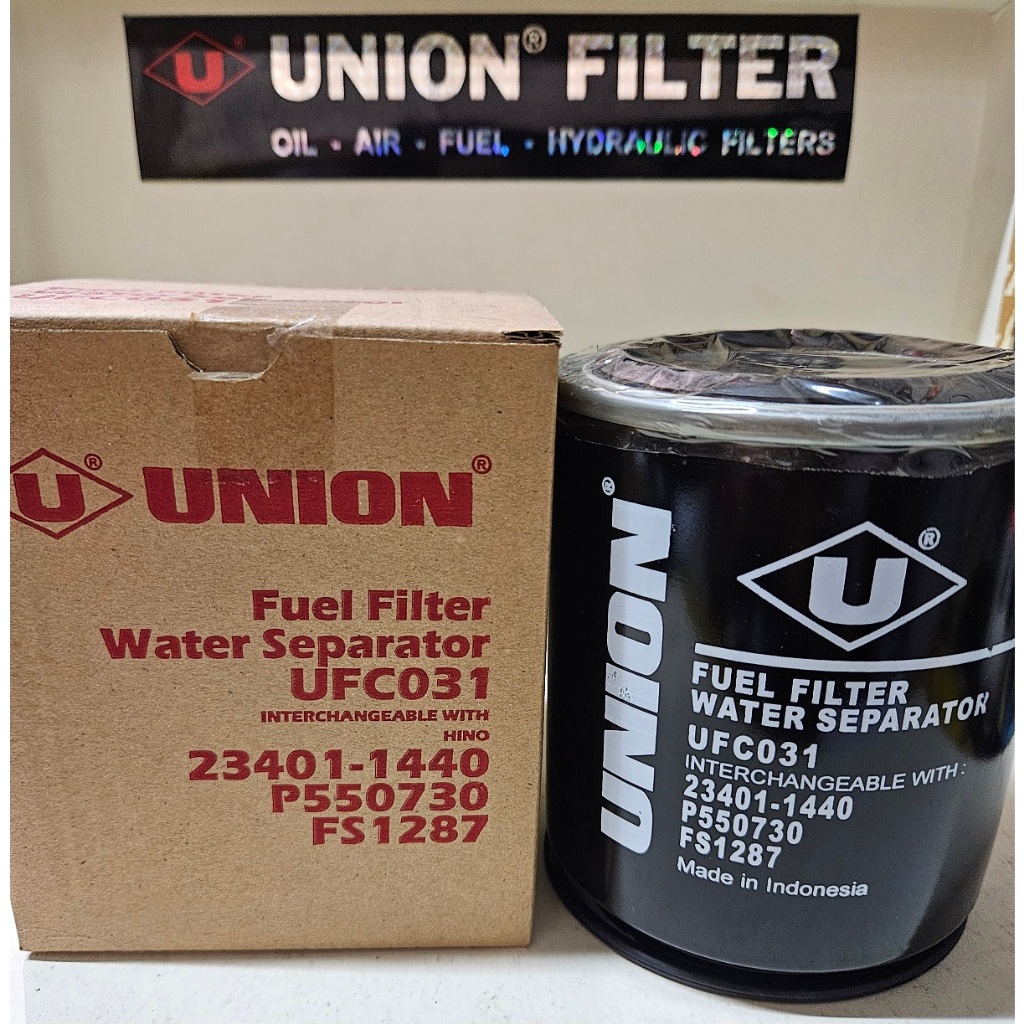 U® UNION® FILTER
OIL - AIR - FUEL - HYDRAULIC FILTERS
UFC031
U® UNION®
Fuel Filter
Water Separator
UFC031
INTERCHANGEABLE WITH
HINO
23401-1440
P550730
FS1287
UNION®
U®
FUEL FILTER
WATER SEPARATOR
UFC031
INTERCHANGEABLE WITH :
23401-1440
P550730
FS1287
Made in Indonesia